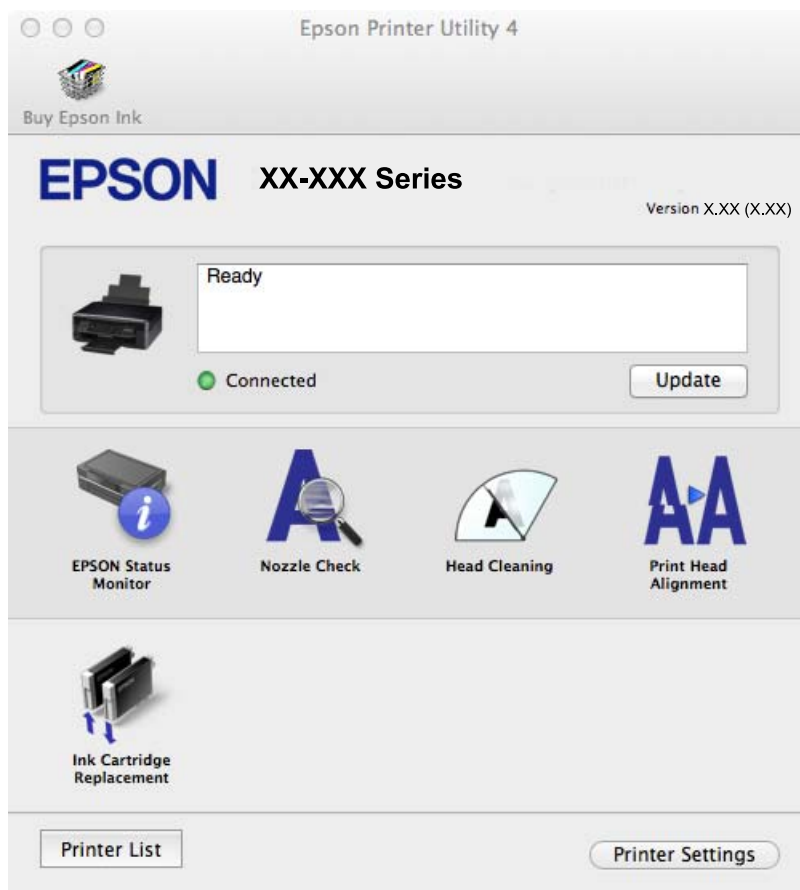 Epson Printer Utility 4
Buy Epson Ink
EPSON XX-XXX Series
Version X.XX (X.XX)
Ready
Connected
Update
EPSON Status
Monitor
Nozzle Check
Head Cleaning
Print Head
Alignment
Ink Cartridge
Replacement
Printer List
Printer Settings